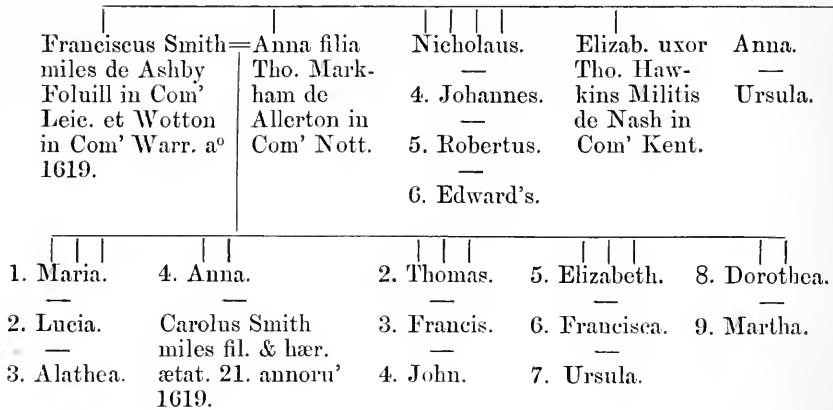 Franciscus Smith=Anna filia
miles de Ashby Tho. Mark-
Foluill in Com' ham de
Leic. et Wotton Allerton in
in Com' Warr. aº Com' Nott.
1619.
Nicholaus.
—
4. Johannes.
—
5. Robertus.
—
6. Edward's.
Elizab. uxor
Tho. Haw-
kins Militis
de Nash in
Com' Kent.
Anna.
—
Ursula.
1. Maria.
—
2. Lucia.
—
3. Alathea.
4. Anna.
—
Carolus Smith
miles fil. & hær.
ætat. 21. annoru'
1619.
2. Thomas.
—
3. Francis.
—
4. John.
5. Elizabeth.
—
6. Francisca.
—
7. Ursula.
8. Dorothea.
—
9. Martha.